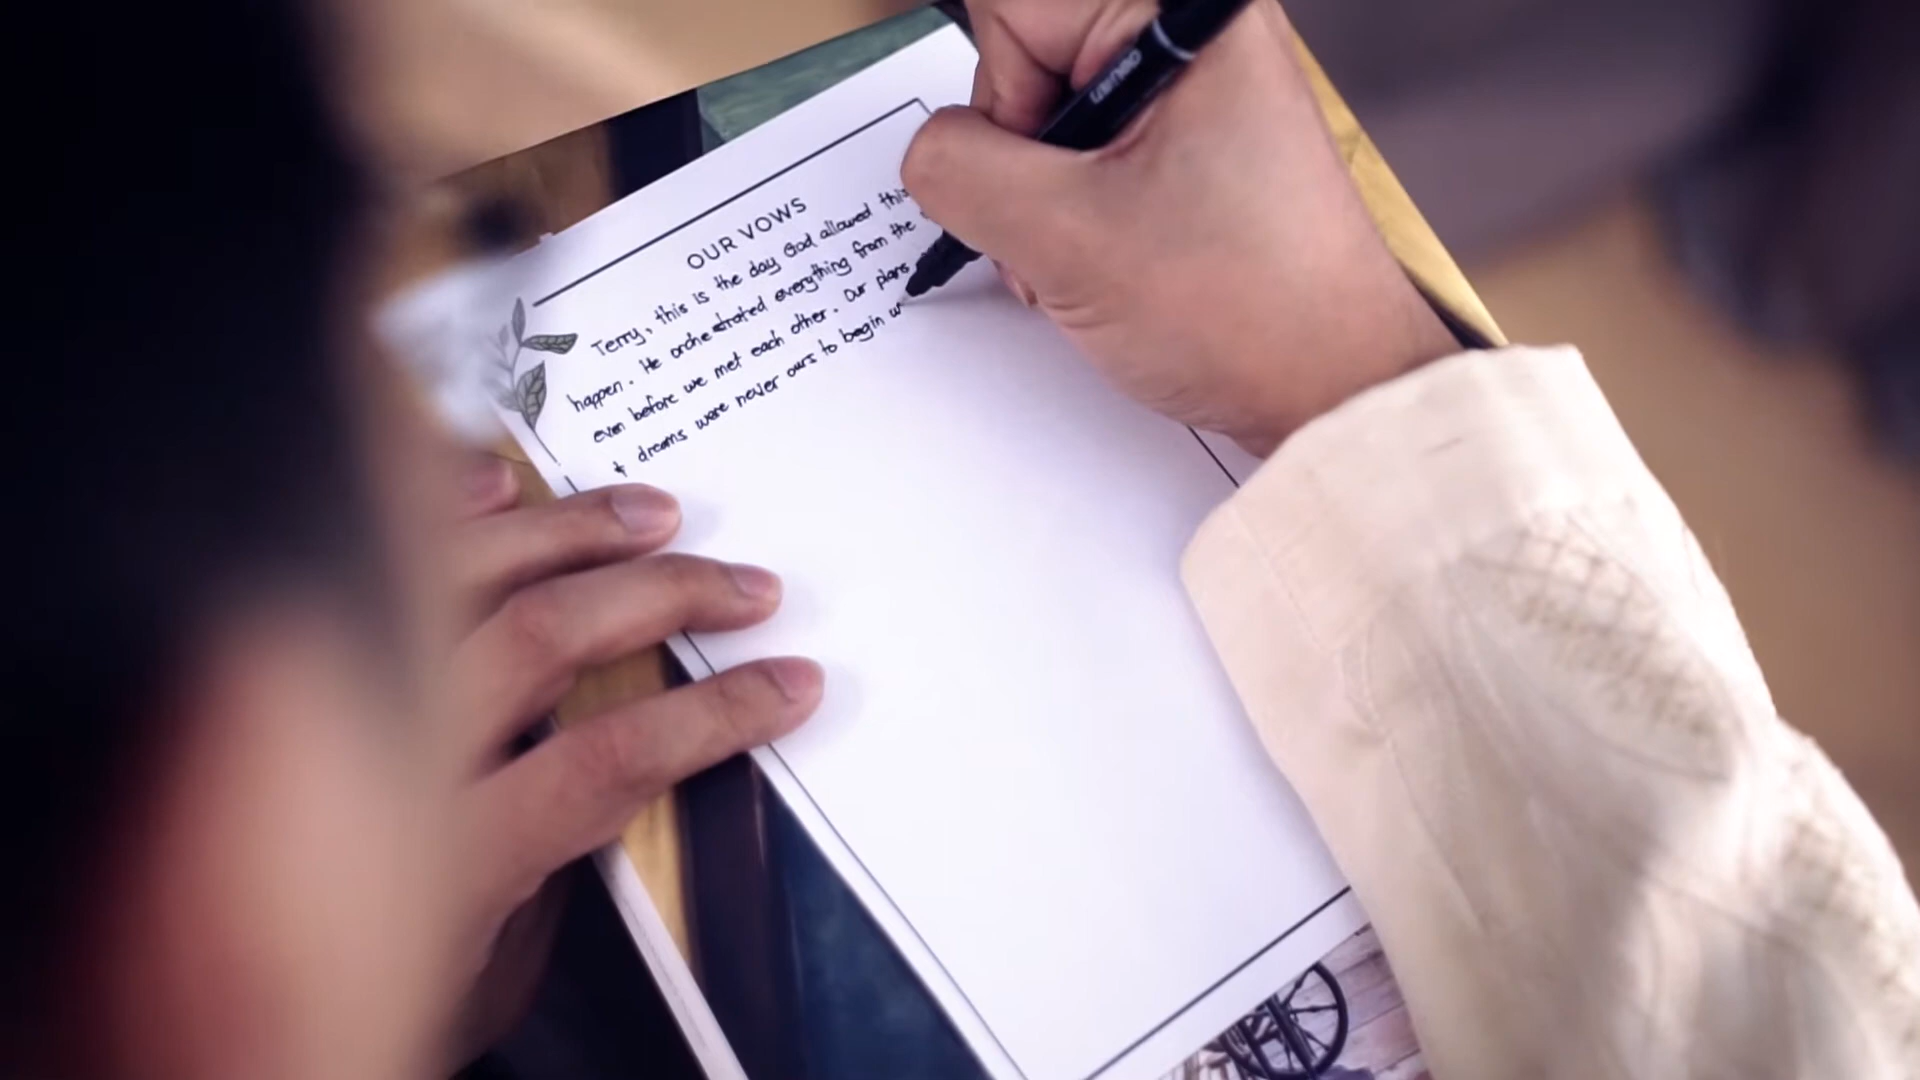 OUR VOWS
Terry, this is the day God allowed this
happen. He orchestrated everything from the
even before we met each other. Our plans
& dreams were never ours to begin w